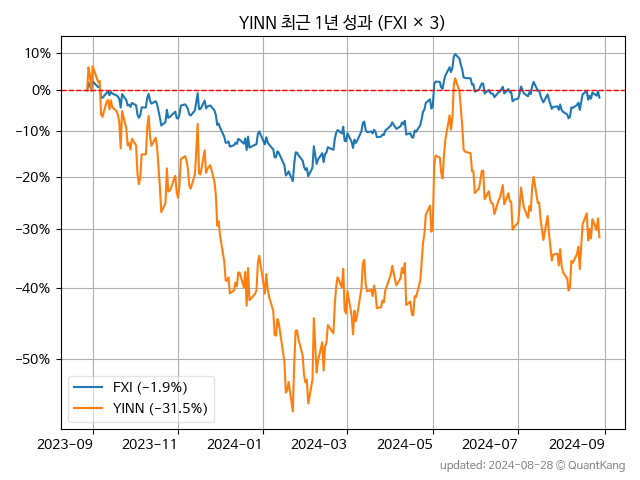 YINN 최근 1년 성과 (FXI × 3)
10%
0%
−10%
−20%
−30%
−40%
−50%
FXI (−1.9%)
YINN (−31.5%)
2023-09 2023-11 2024-01 2024-03 2024-05 2024-07 2024-09
updated: 2024-08-28 © QuantKang